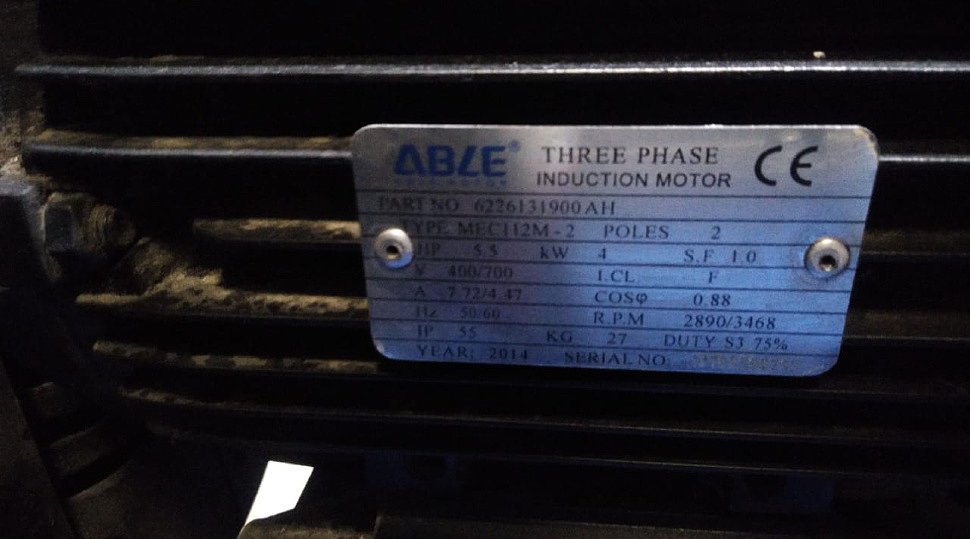 ABLE® THREE PHASE
INDUCTION MOTOR CE
PART NO 6226131900AH
TYPE MEC112M-2 POLES 2
HP 5.5 kW 4 S.F 1.0
V 400/700 I.CL F
A 7.72/4.47 COSφ 0.88
Hz 50/60 R.P.M 2890/3468
IP 55 KG 27 DUTY S3 75%
YEAR: 2014 SERIAL NO